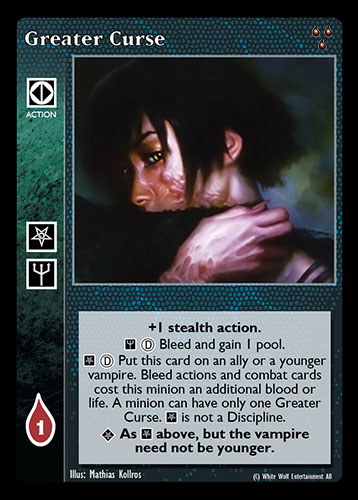 Greater Curse
ACTION
+1 stealth action.
Ⓓ Bleed and gain 1 pool.
Ⓓ Put this card on an ally or a younger
vampire. Bleed actions and combat cards
cost this minion an additional blood or
life. A minion can have only one Greater
Curse. is not a Discipline.
As above, but the vampire
need not be younger.
1
Illus: Mathias Kollros
(C) White Wolf Entertainment AB